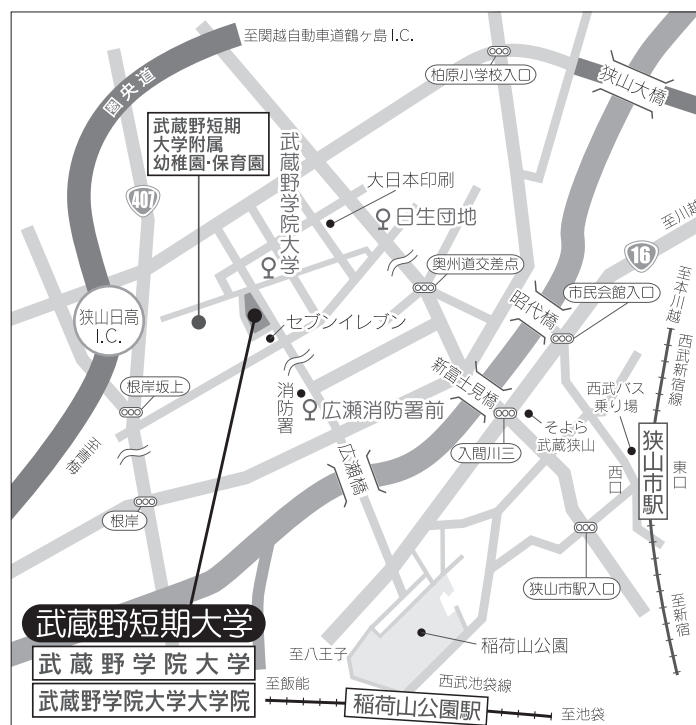 至関越自動車道鶴ヶ島I.C.
圏央道
柏原小学校入口
狭山大橋
武蔵野短期
大学附属
幼稚園・保育園
武蔵野学院大学
大日本印刷
407
日生団地
至川越
16
奥州道交差点
昭代橋
市民会館入口
至本川越
西武新宿線
狭山日高
I.C.
セブンイレブン
新富士見橋
根岸坂上
消防署
広瀬消防署前
西武バス
乗り場
そよら
武蔵狭山
入間川三
狭山市駅
東口
西口
至青梅
広瀬橋
根岸
狭山市駅入口
至新宿
武蔵野短期大学
武蔵野学院大学
武蔵野学院大学大学院
稲荷山公園
至八王子
西武池袋線
至飯能
稲荷山公園駅
至池袋